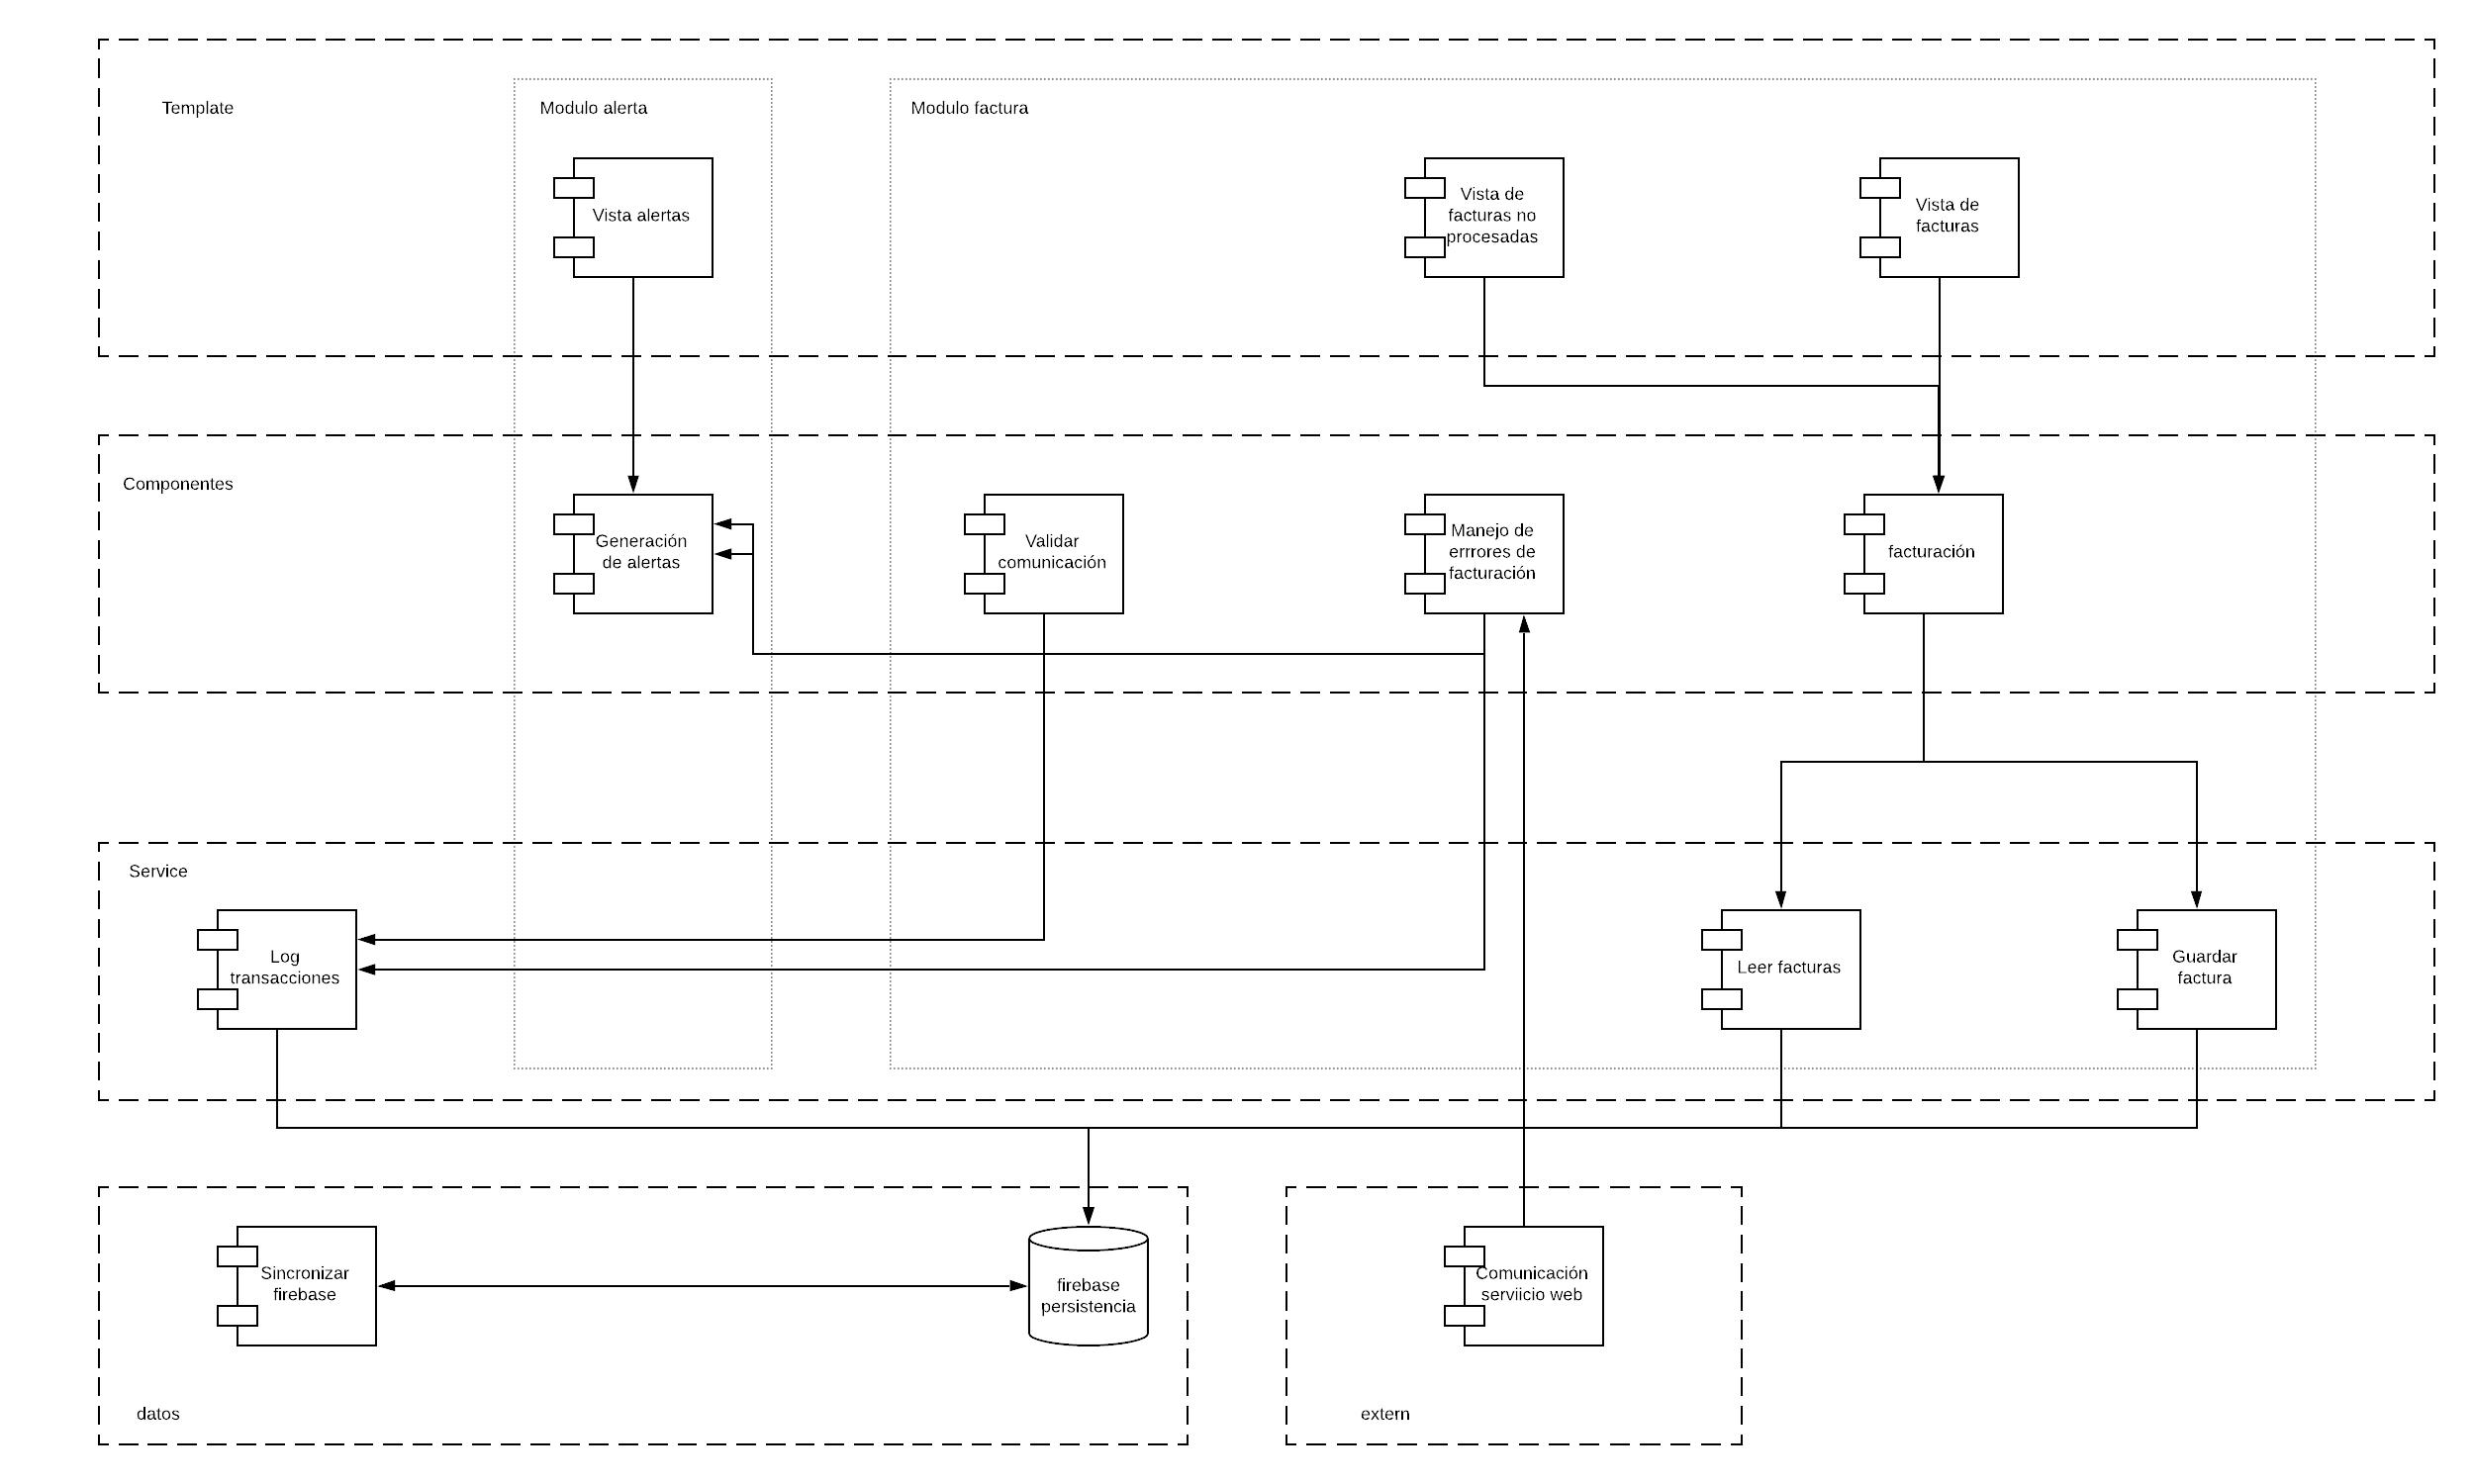 Template
Modulo alerta
Modulo factura
Vista alertas
Vista de
facturas no
procesadas
Vista de
facturas
Componentes
Generación
de alertas
Validar
comunicación
Manejo de
errrores de
facturación
facturación
Service
Log
transacciones
Leer facturas
Guardar
factura
Sincronizar
firebase
firebase
persistencia
Comunicación
serviicio web
datos
extern